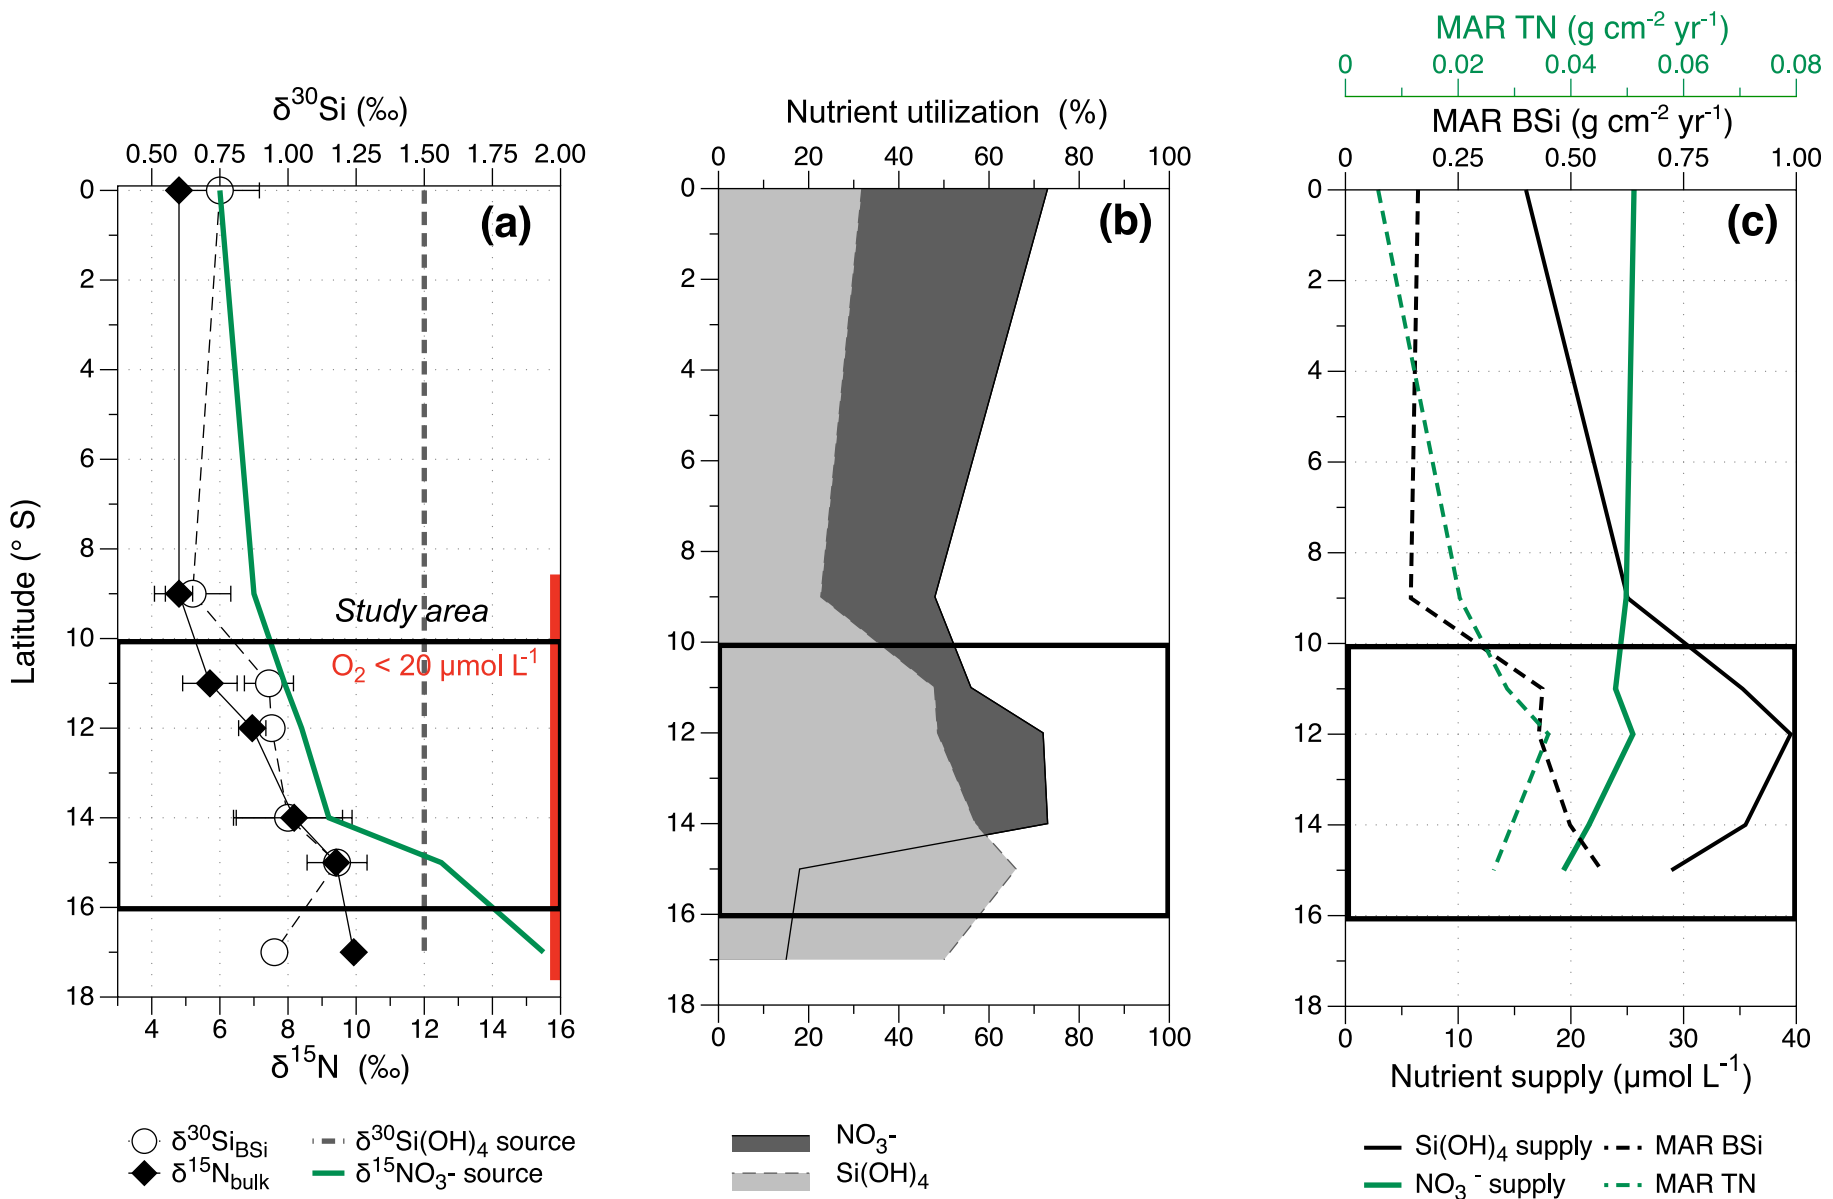 MAR TN (g cm-2 yr-1)
0 0.02 0.04 0.06 0.08
δ30Si (‰)
Nutrient utilization (%)
MAR BSi (g cm-2 yr-1)
0.50 0.75 1.00 1.25 1.50 1.75 2.00
0 20 40 60 80 100
0 0.25 0.50 0.75 1.00
(a)
(b)
(c)
Latitude (° S)
0
2
4
6
8
10
12
14
16
18
0
2
4
6
8
10
12
14
16
18
0
2
4
6
8
10
12
14
16
18
Study area
O2 < 20 µmol L-1
4 6 8 10 12 14 16
0 20 40 60 80 100
0 10 20 30 40
δ15N (‰)
Nutrient supply (µmol L-1)
δ30SiBSi
δ30Si(OH)4 source
δ15Nbulk
δ15NO3- source
NO3-
Si(OH)4
Si(OH)4 supply
MAR BSi
NO3 - supply
MAR TN